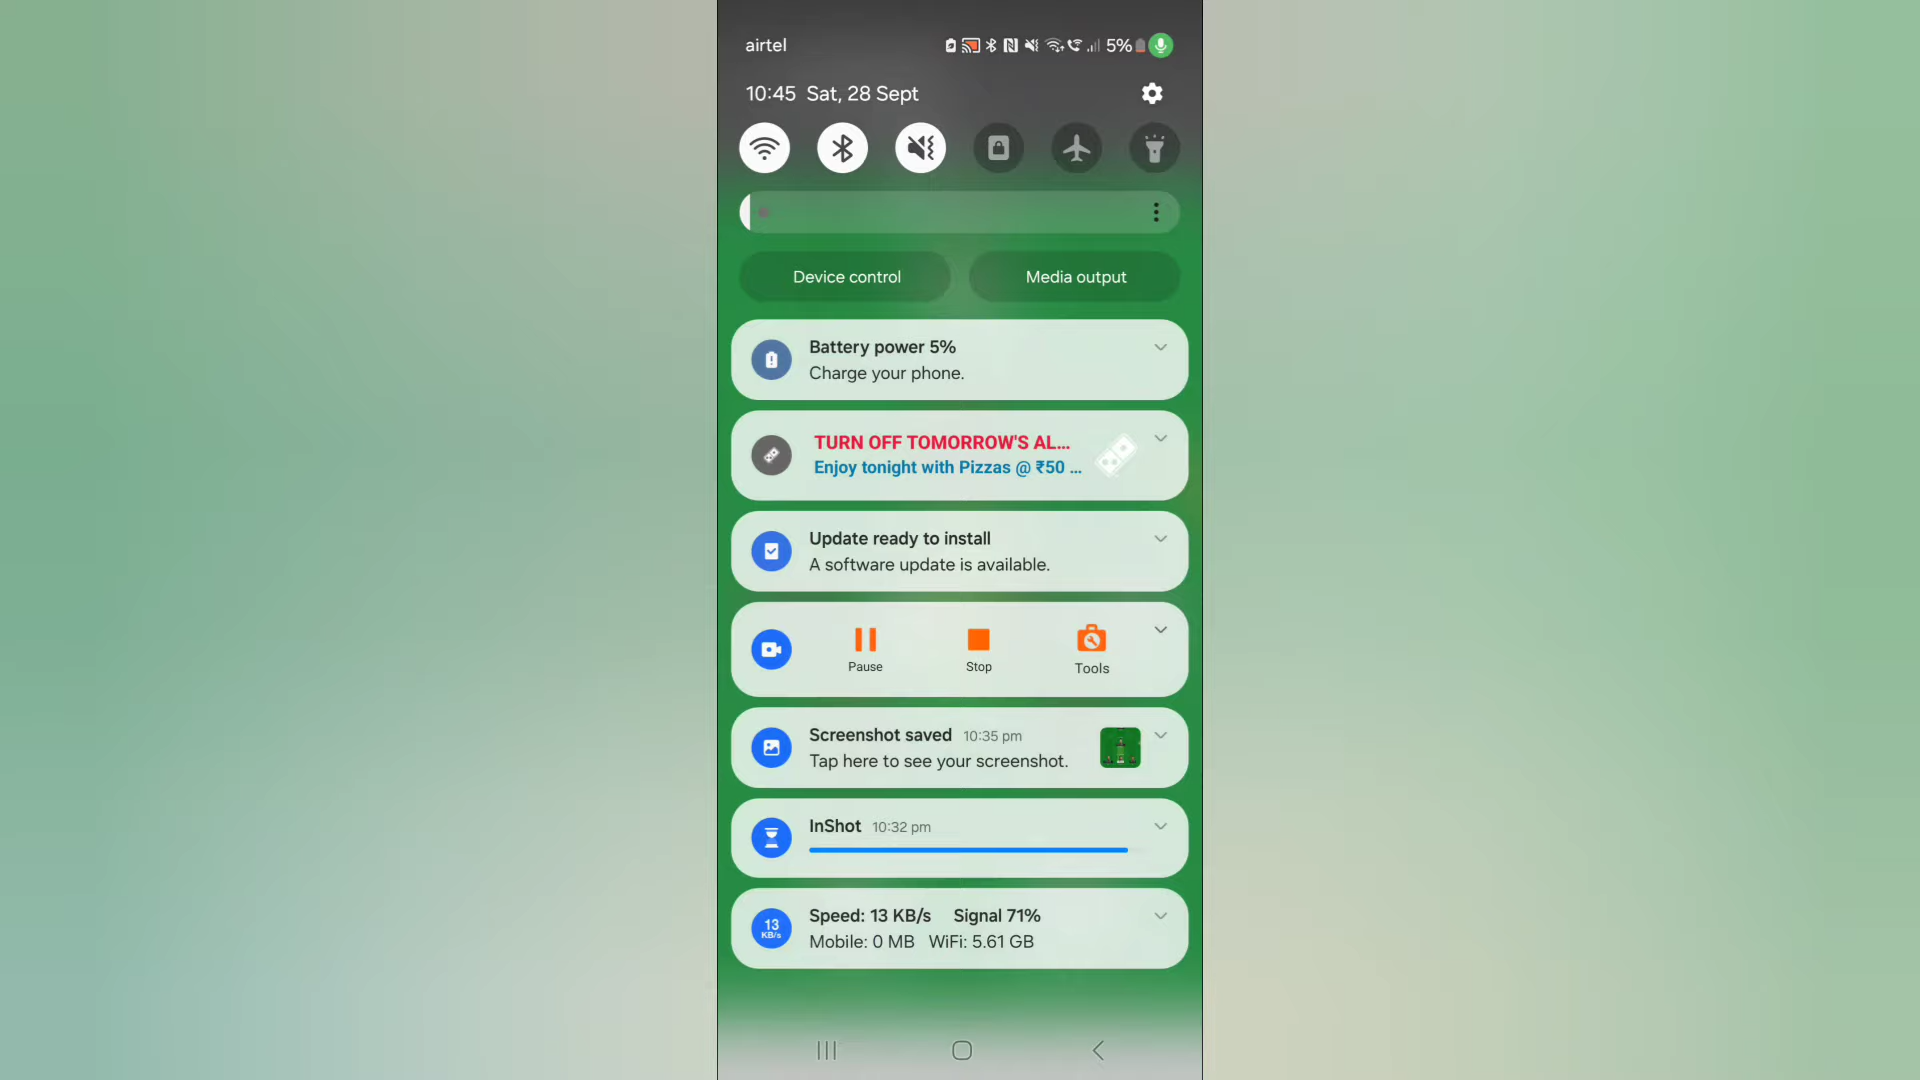 airtel
5%
10:45 Sat, 28 Sept
Device control
Media output
Battery power 5%
Charge your phone.
TURN OFF TOMORROW'S AL...
Enjoy tonight with Pizzas @ ₹50 ...
Update ready to install
A software update is available.
Pause
Stop
Tools
Screenshot saved 10:35 pm
Tap here to see your screenshot.
InShot 10:32 pm
13
KB/s
Speed: 13 KB/s Signal 71%
Mobile: 0 MB WiFi: 5.61 GB